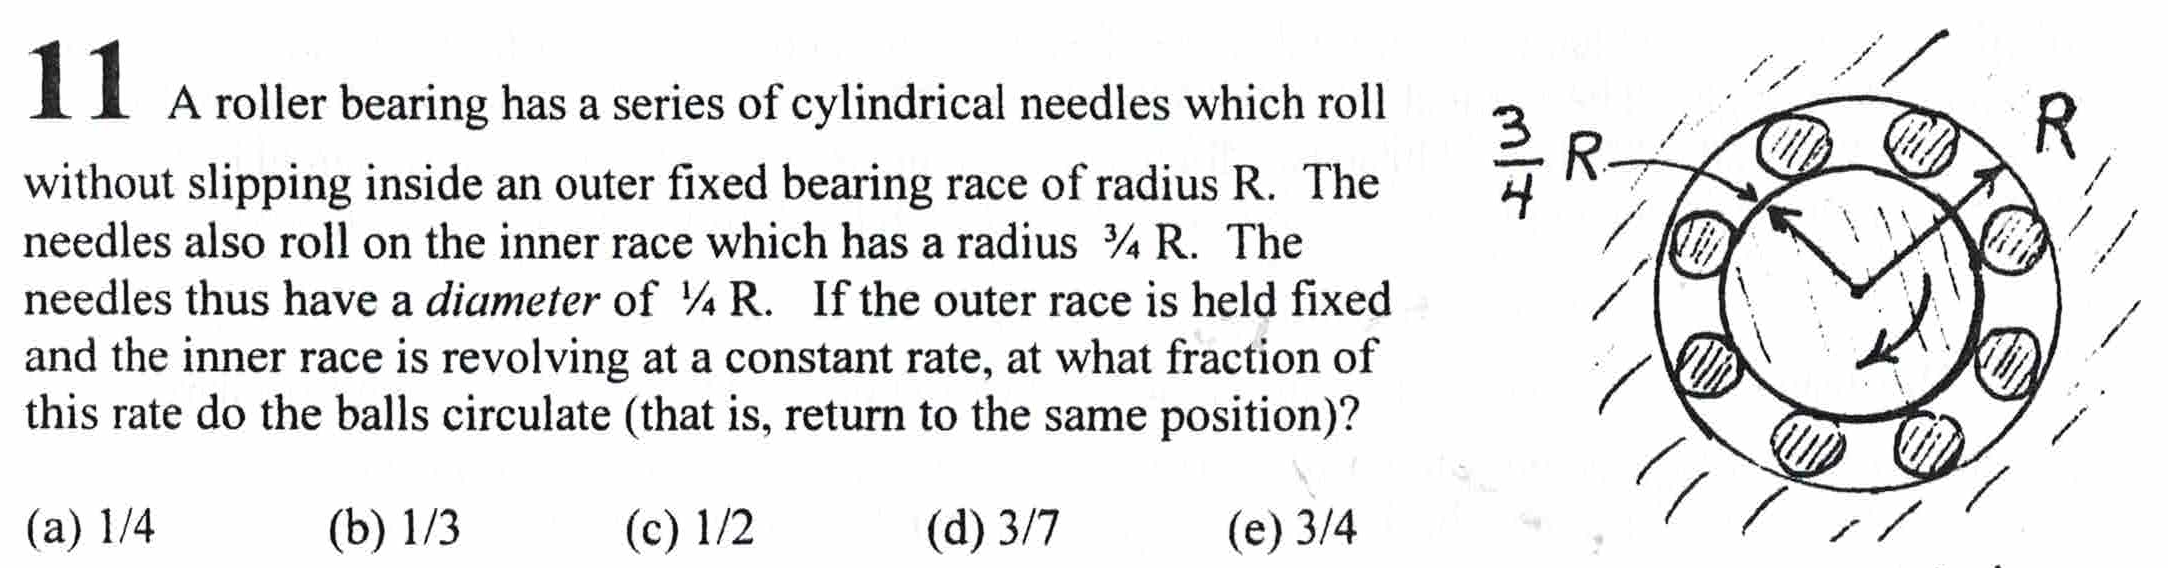 11 A roller bearing has a series of cylindrical needles which roll
without slipping inside an outer fixed bearing race of radius R. The
needles also roll on the inner race which has a radius ¾ R. The
needles thus have a diameter of ¼ R. If the outer race is held fixed
and the inner race is revolving at a constant rate, at what fraction of
this rate do the balls circulate (that is, return to the same position)?
(a) 1/4 (b) 1/3 (c) 1/2 (d) 3/7 (e) 3/4
3/4 R
R